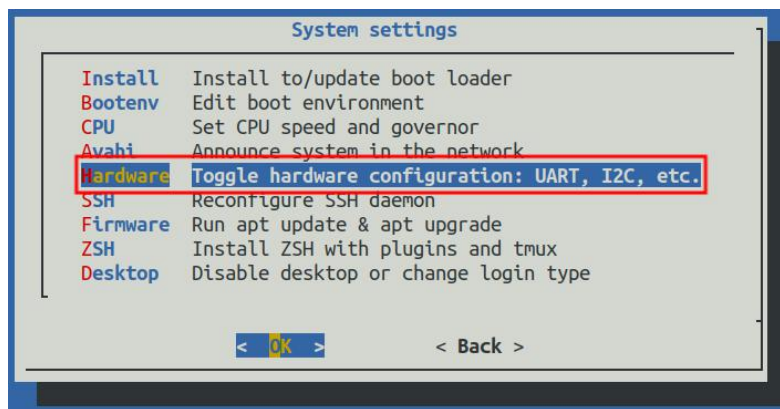 System settings
Install Install to/update boot loader
Bootenv Edit boot environment
CPU Set CPU speed and governor
Avahi Announce system in the network
Hardware Toggle hardware configuration: UART, I2C, etc.
SSH Reconfigure SSH daemon
Firmware Run apt update & apt upgrade
ZSH Install ZSH with plugins and tmux
Desktop Disable desktop or change login type
< OK > < Back >